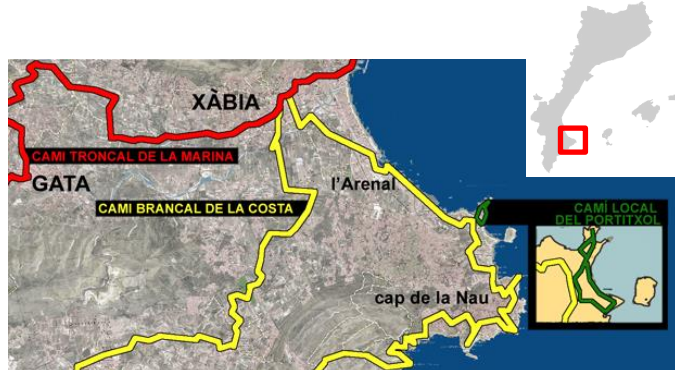 XÀBIA
CAMI TRONCAL DE LA MARINA
GATA
l'Arenal
CAMI BRANCAL DE LA COSTA
CAMÍ LOCAL
DEL PORTITXOL
cap de la Nau